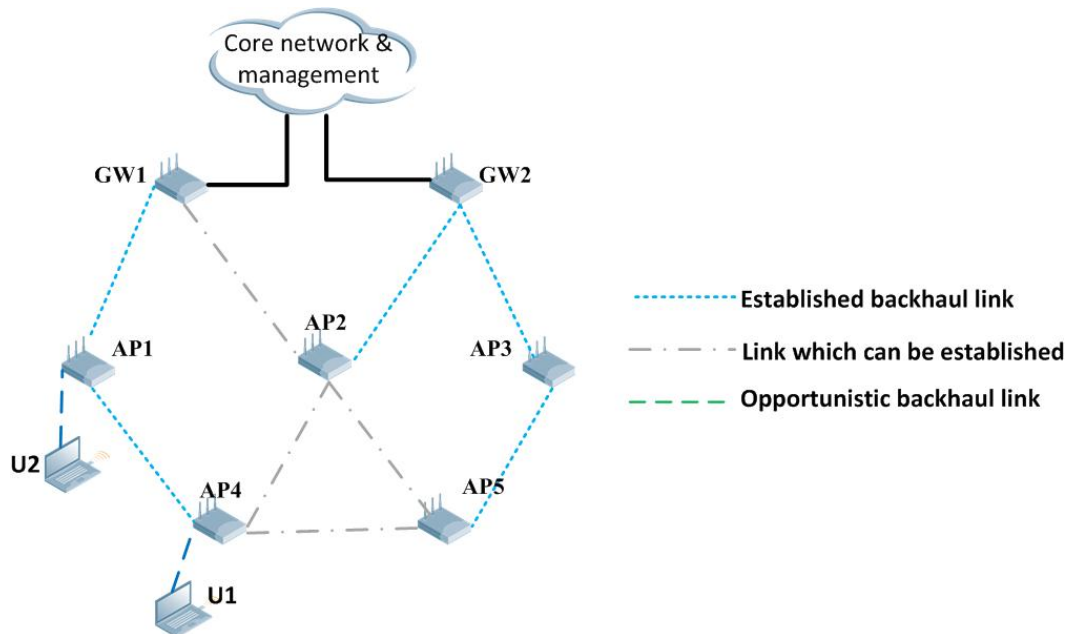 Core network &
management
GW1
GW2
AP2
AP1
AP3
Established backhaul link
Link which can be established
Opportunistic backhaul link
U2
AP4
AP5
U1